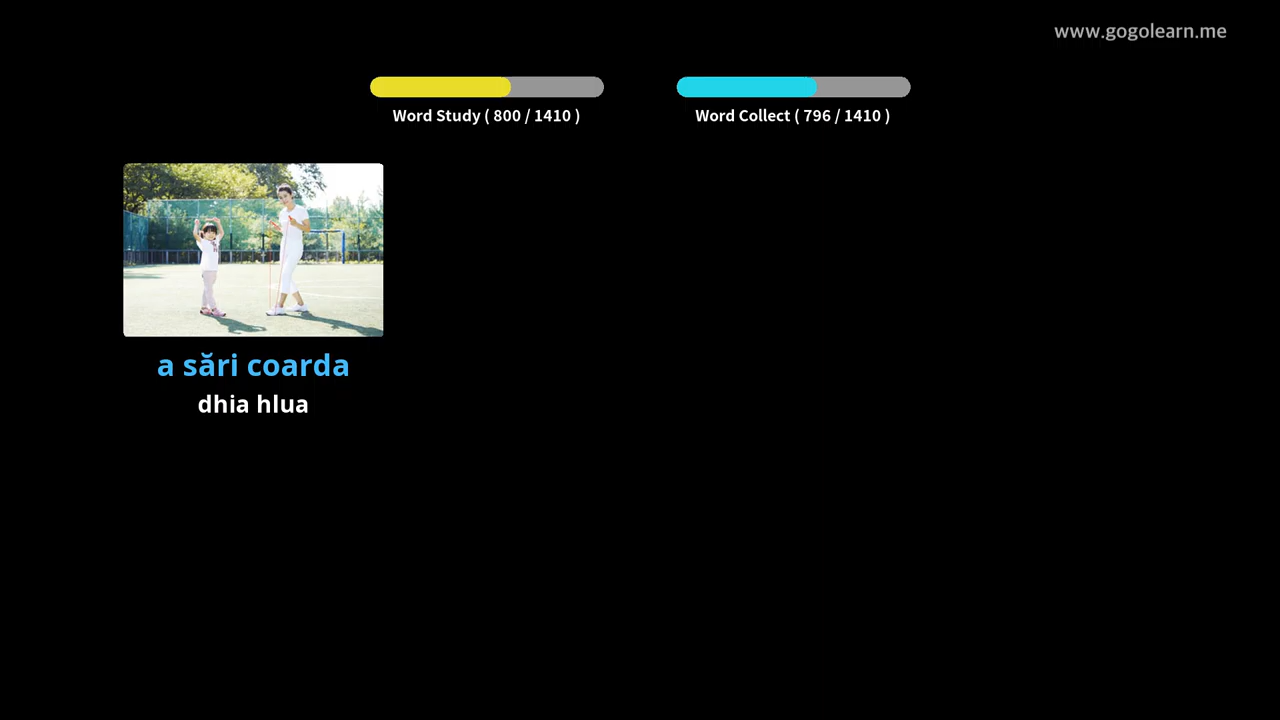 www.gogolearn.me
Word Study ( 800 / 1410 )
Word Collect ( 796 / 1410 )
a sări coarda
dhia hlua